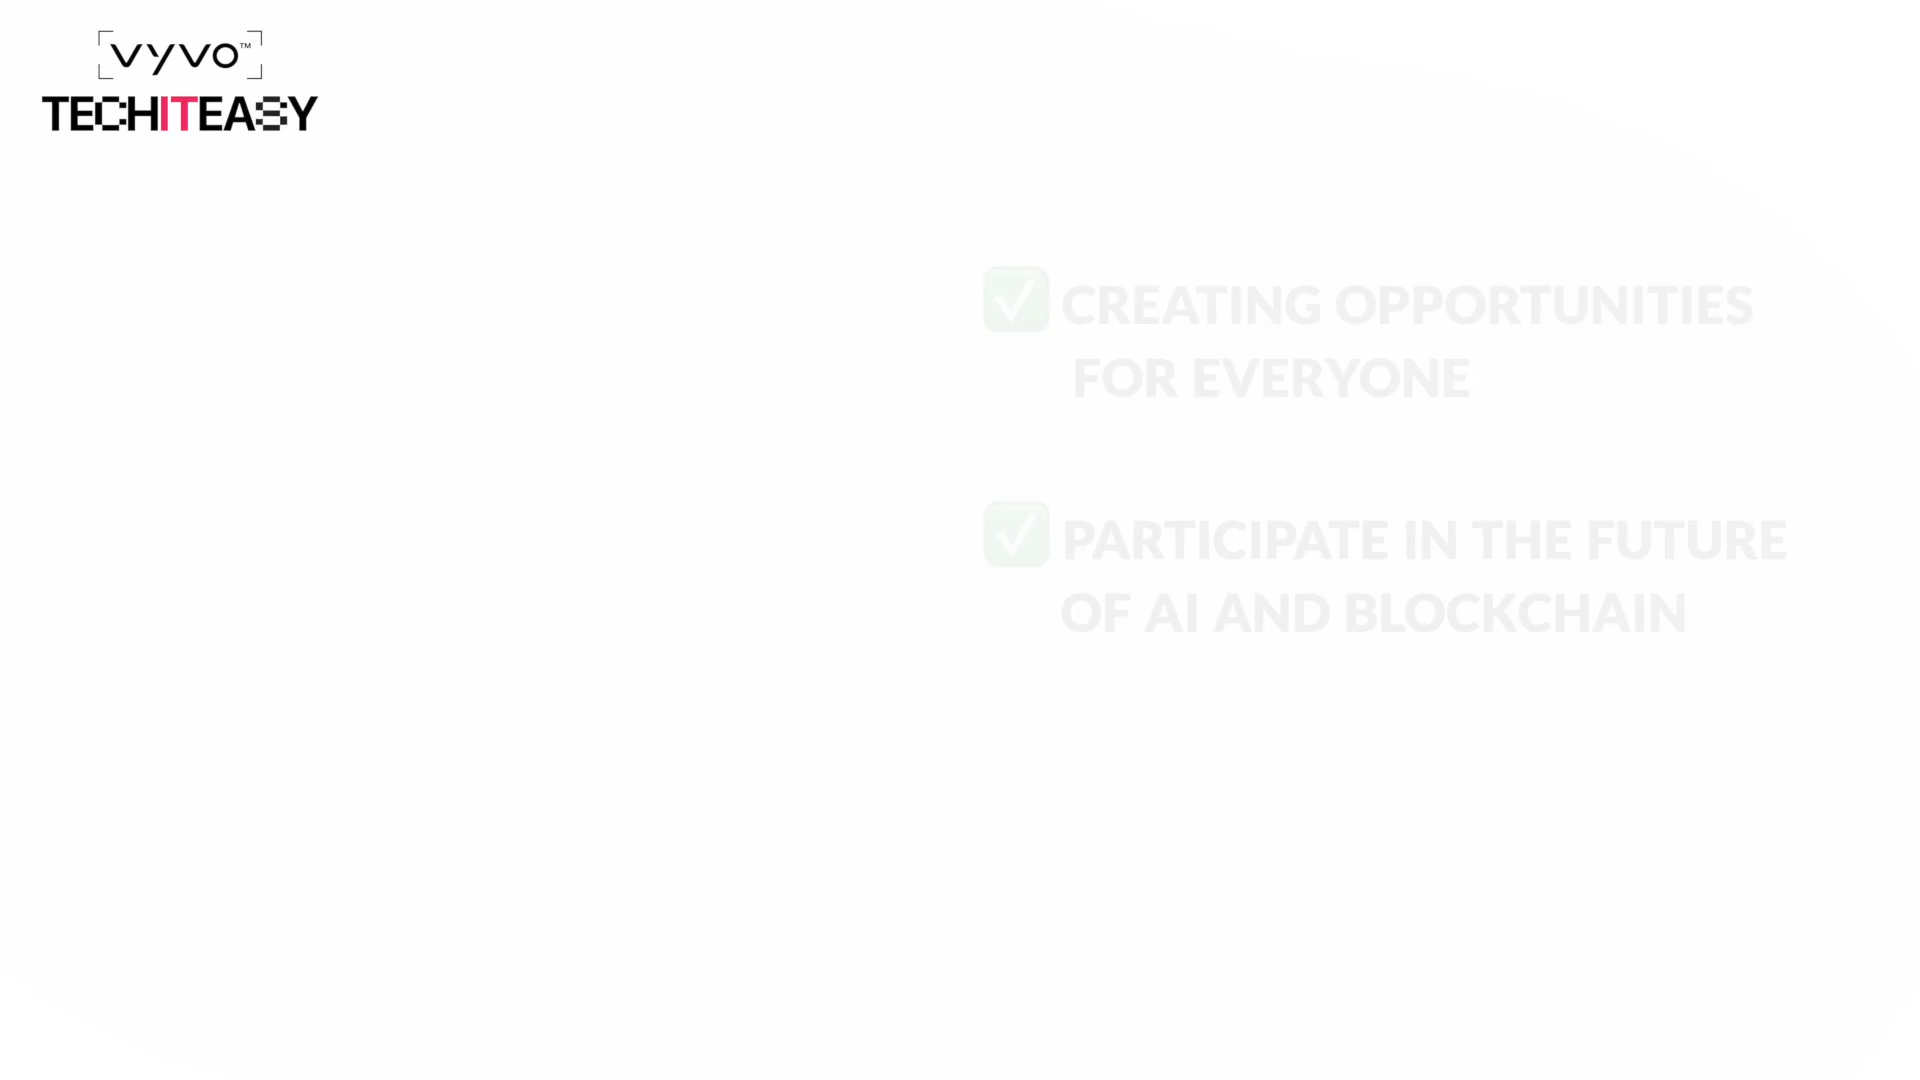 vyvo™
TECHITEASY
✅ CREATING OPPORTUNITIES
FOR EVERYONE
✅ PARTICIPATE IN THE FUTURE
OF AI AND BLOCKCHAIN